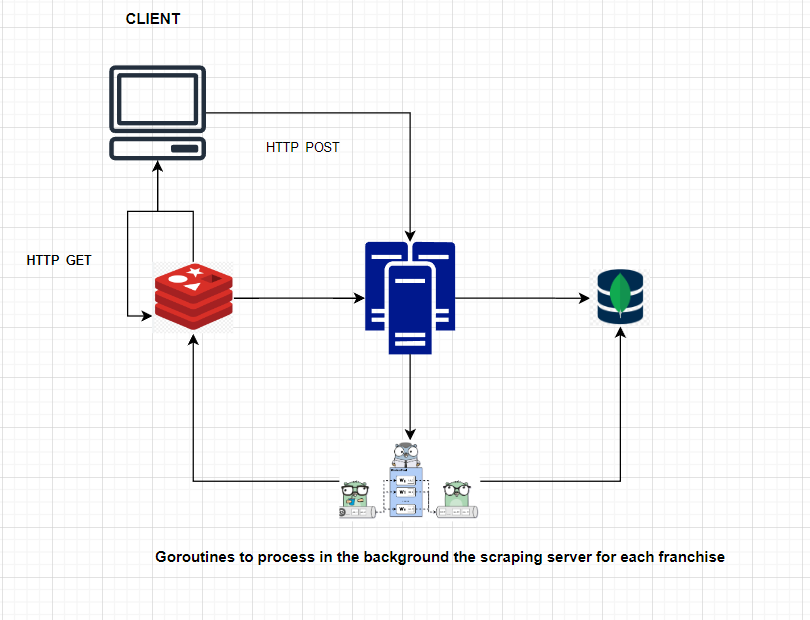 CLIENT
HTTP POST
HTTP GET
Goroutines to process in the background the scraping server for each franchise